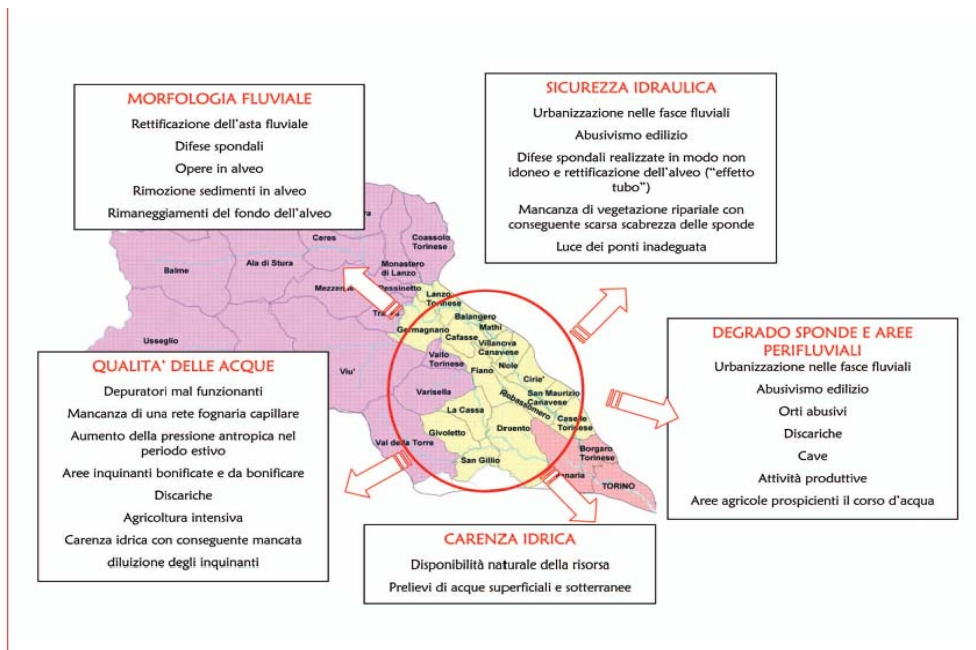 MORFOLOGIA FLUVIALE
Rettificazione dell'asta fluviale
Difese spondali
Opere in alveo
Rimozione sedimenti in alveo
Rimaneggiamenti del fondo dell'alveo
SICUREZZA IDRAULICA
Urbanizzazione nelle fasce fluviali
Abusivismo edilizio
Difese spondali realizzate in modo non
idoneo e rettificazione dell'alveo ("effetto
tubo")
Mancanza di vegetazione ripariale con
conseguente scarsa scabrezza delle sponde
Luce dei ponti inadeguata
Ceres
Coassolo
Torinese
Balme
Ala di Stura
Monastero
di Lanzo
Lanzo
Torinese
Balangero
Mathi
Germagnano
Cafasse
Villanova
Canavese
Usseglio
Viu'
Vallo
Torinese
Fiano
Nole
Cirie'
Varisella
San Maurizio
Canavese
Robassomero
La Cassa
Caselle
Torinese
Givoletto
Druento
Val della Torre
San Gillio
Borgaro
Torinese
TORINO
QUALITA' DELLE ACQUE
Depuratori mal funzionanti
Mancanza di una rete fognaria capillare
Aumento della pressione antropica nel
periodo estivo
Aree inquinanti bonificate e da bonificare
Discariche
Agricoltura intensiva
Carenza idrica con conseguente mancata
diluizione degli inquinanti
DEGRADO SPONDE E AREE
PERIFLUVIALI
Urbanizzazione nelle fasce fluviali
Abusivismo edilizio
Orti abusivi
Discariche
Cave
Attività produttive
Aree agricole prospicienti il corso d'acqua
CARENZA IDRICA
Disponibilità naturale della risorsa
Prelievi di acque superficiali e sotterranee